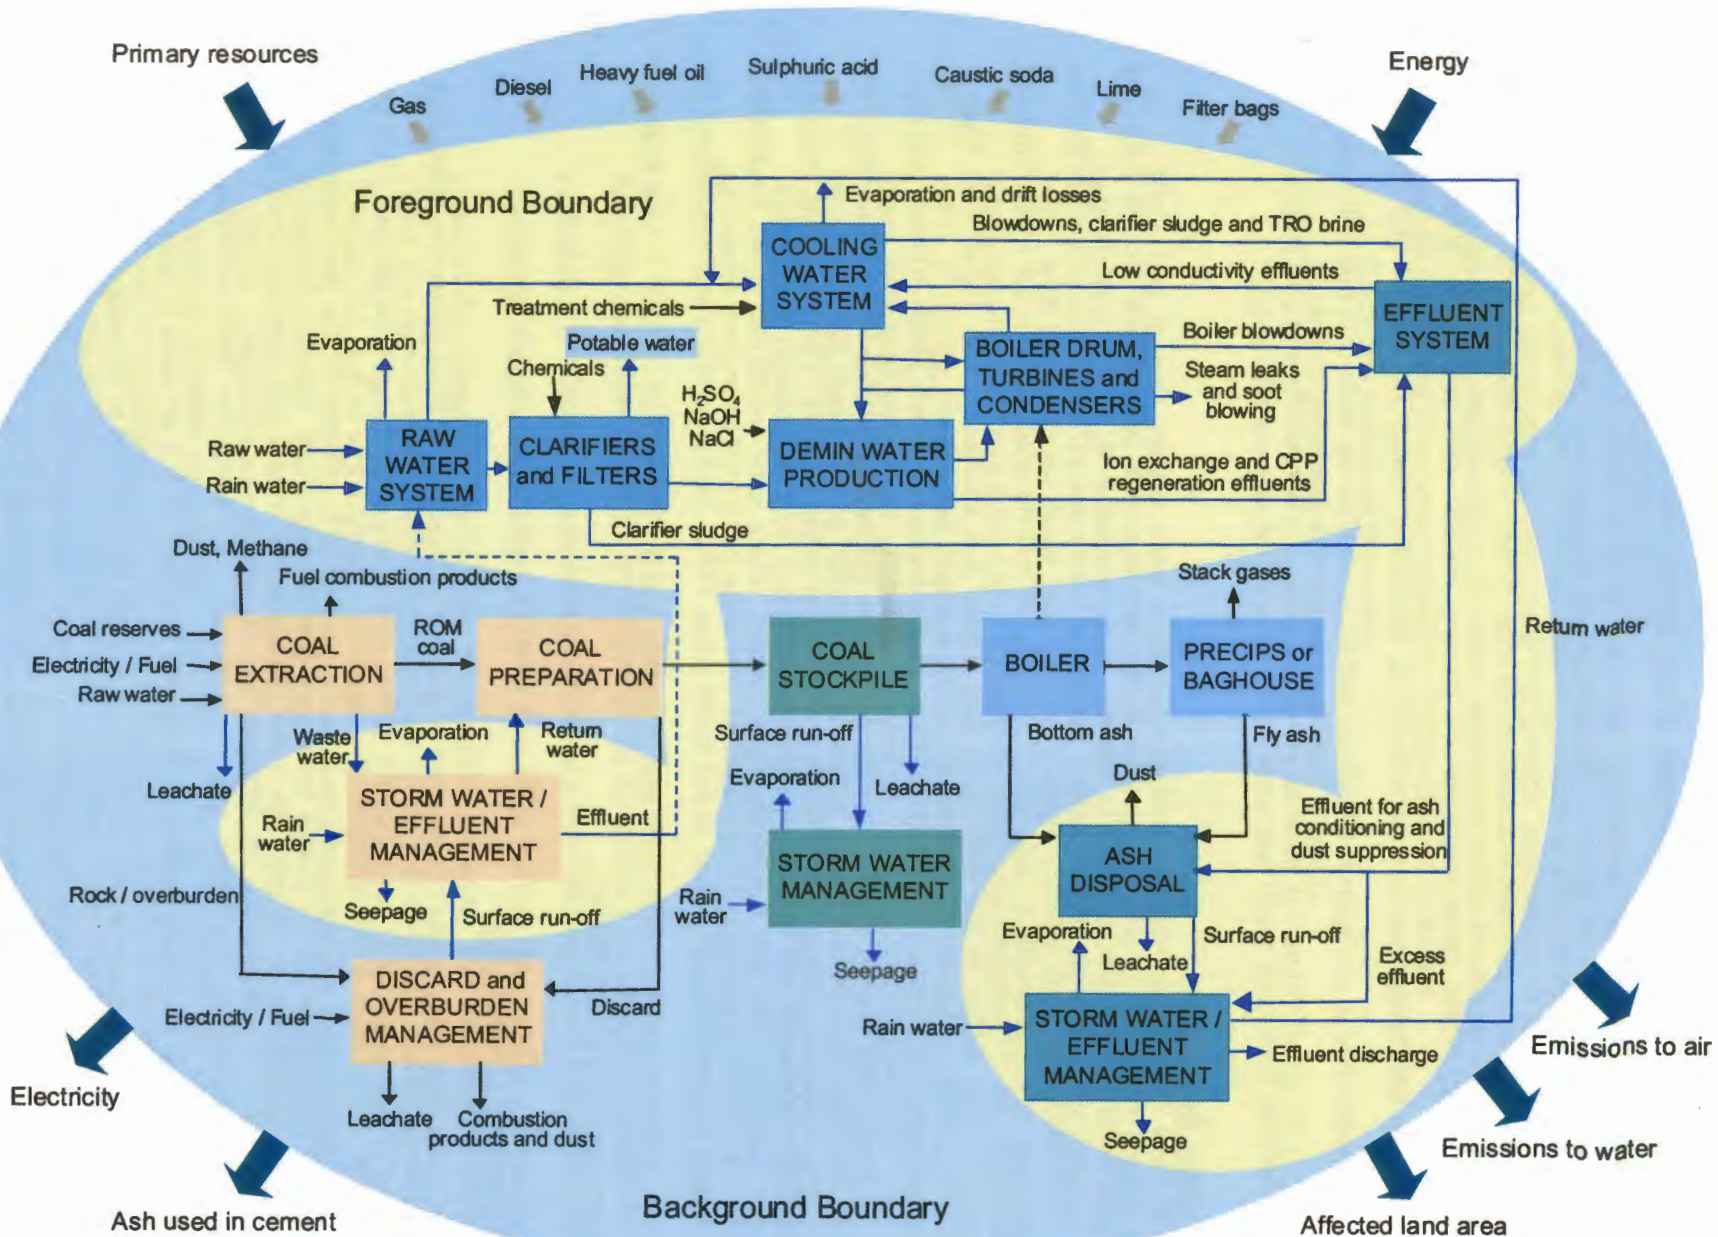 Primary resources
Gas
Diesel
Heavy fuel oil
Sulphuric acid
Caustic soda
Lime
Filter bags
Energy
Foreground Boundary
Evaporation and drift losses
Blowdowns, clarifier sludge and TRO brine
COOLING
WATER
SYSTEM
Low conductivity effluents
Treatment chemicals
EFFLUENT
SYSTEM
Evaporation
Potable water
Chemicals
Boiler blowdowns
BOILER DRUM,
TURBINES and
CONDENSERS
Steam leaks
and soot
blowing
H2SO4
NaOH
NaCl
RAW
WATER
SYSTEM
CLARIFIERS
and FILTERS
DEMIN WATER
PRODUCTION
Raw water
Rain water
Ion exchange and CPP
regeneration effluents
Clarifier sludge
Dust, Methane
Fuel combustion products
Stack gases
Coal reserves
Electricity / Fuel
Raw water
COAL
EXTRACTION
ROM
coal
COAL
PREPARATION
COAL
STOCKPILE
BOILER
PRECIPS or
BAGHOUSE
Return water
Waste
water
Evaporation
Return
water
Surface run-off
Bottom ash
Fly ash
Leachate
Evaporation
Leachate
Dust
STORM WATER /
EFFLUENT
MANAGEMENT
Rain
water
Effluent
Effluent for ash
conditioning and
dust suppression
STORM WATER
MANAGEMENT
ASH
DISPOSAL
Rock / overburden
Seepage
Surface run-off
Rain
water
Evaporation
Leachate
Surface run-off
Seepage
Excess
effluent
DISCARD and
OVERBURDEN
MANAGEMENT
Electricity / Fuel
Discard
Rain water
STORM WATER /
EFFLUENT
MANAGEMENT
Effluent discharge
Emissions to air
Electricity
Leachate
Combustion
products and dust
Seepage
Emissions to water
Ash used in cement
Background Boundary
Affected land area